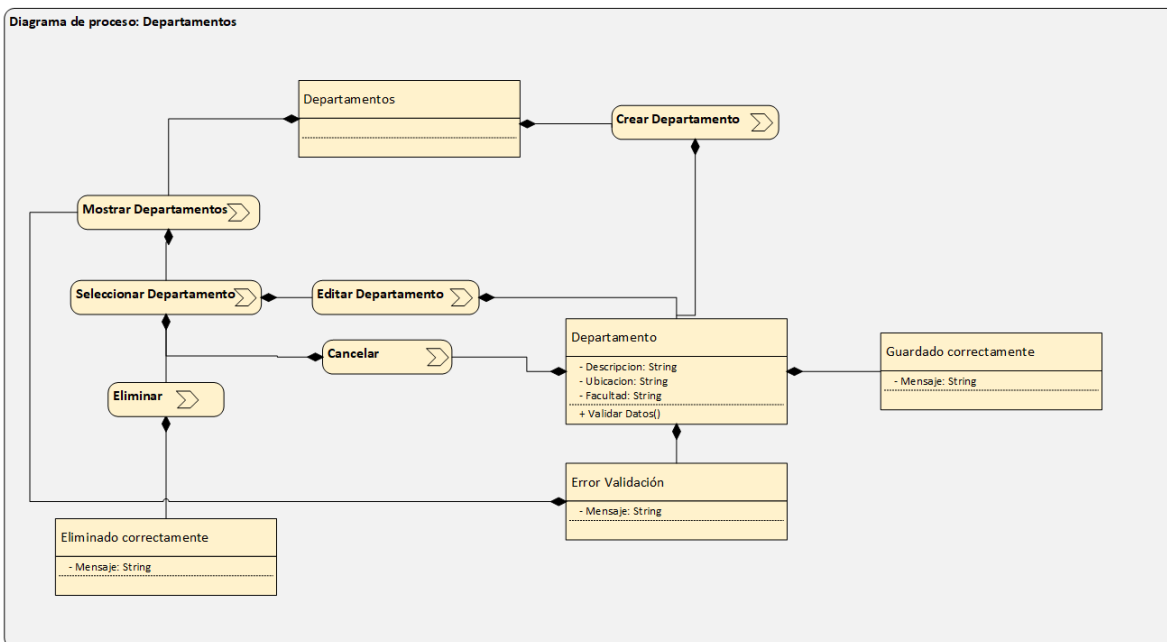 Diagrama de proceso: Departamentos
Departamentos
Crear Departamento
Mostrar Departamentos
Seleccionar Departamento
Editar Departamento
Cancelar
Eliminar
Departamento
- Descripcion: String
- Ubicacion: String
- Facultad: String
+ Validar Datos()
Guardado correctamente
- Mensaje: String
Error Validación
- Mensaje: String
Eliminado correctamente
- Mensaje: String